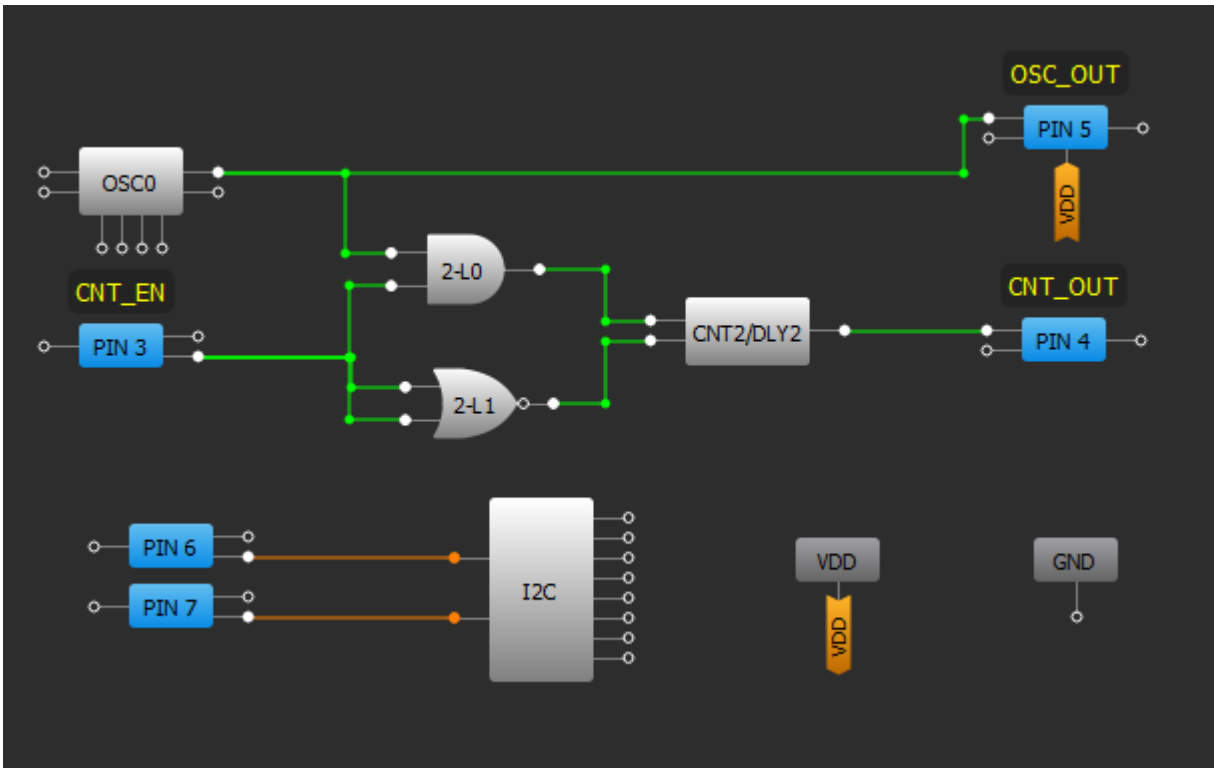 OSC_OUT
PIN 5
VDD
OSC0
2-L0
CNT_EN
PIN 3
CNT2/DLY2
CNT_OUT
PIN 4
2-L1
PIN 6
PIN 7
I2C
VDD
VDD
GND